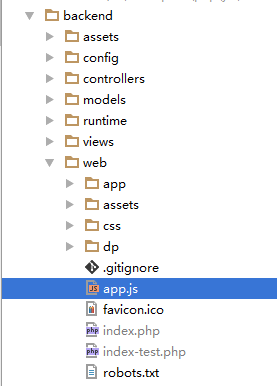 backend
assets
config
controllers
models
runtime
views
web
app
assets
css
dp
.gitignore
app.js
favicon.ico
index.php
index-test.php
robots.txt